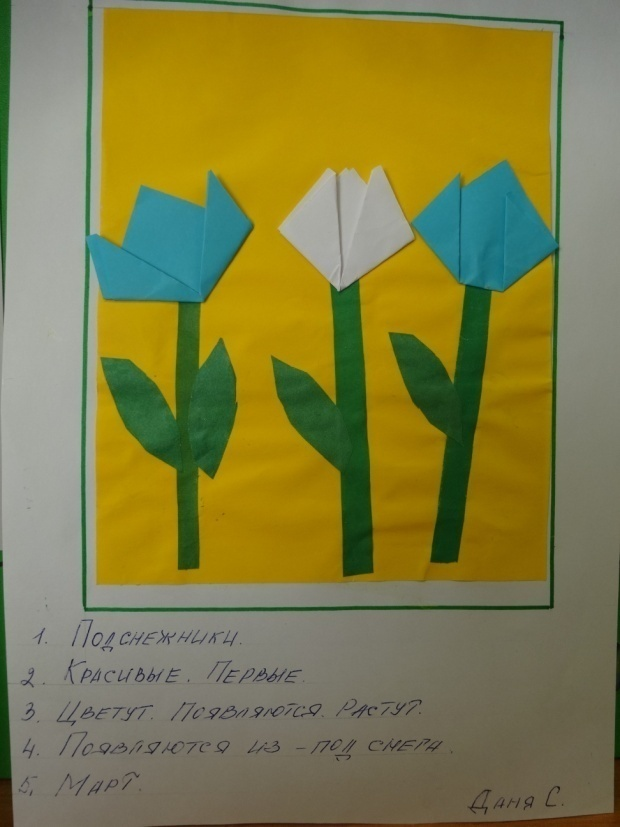 1. Подснежники.
2. Красивые. Первые.
3. Цветут. Появляются. Растут.
4. Появляются из-под снега.
5. Март.
Даня С.